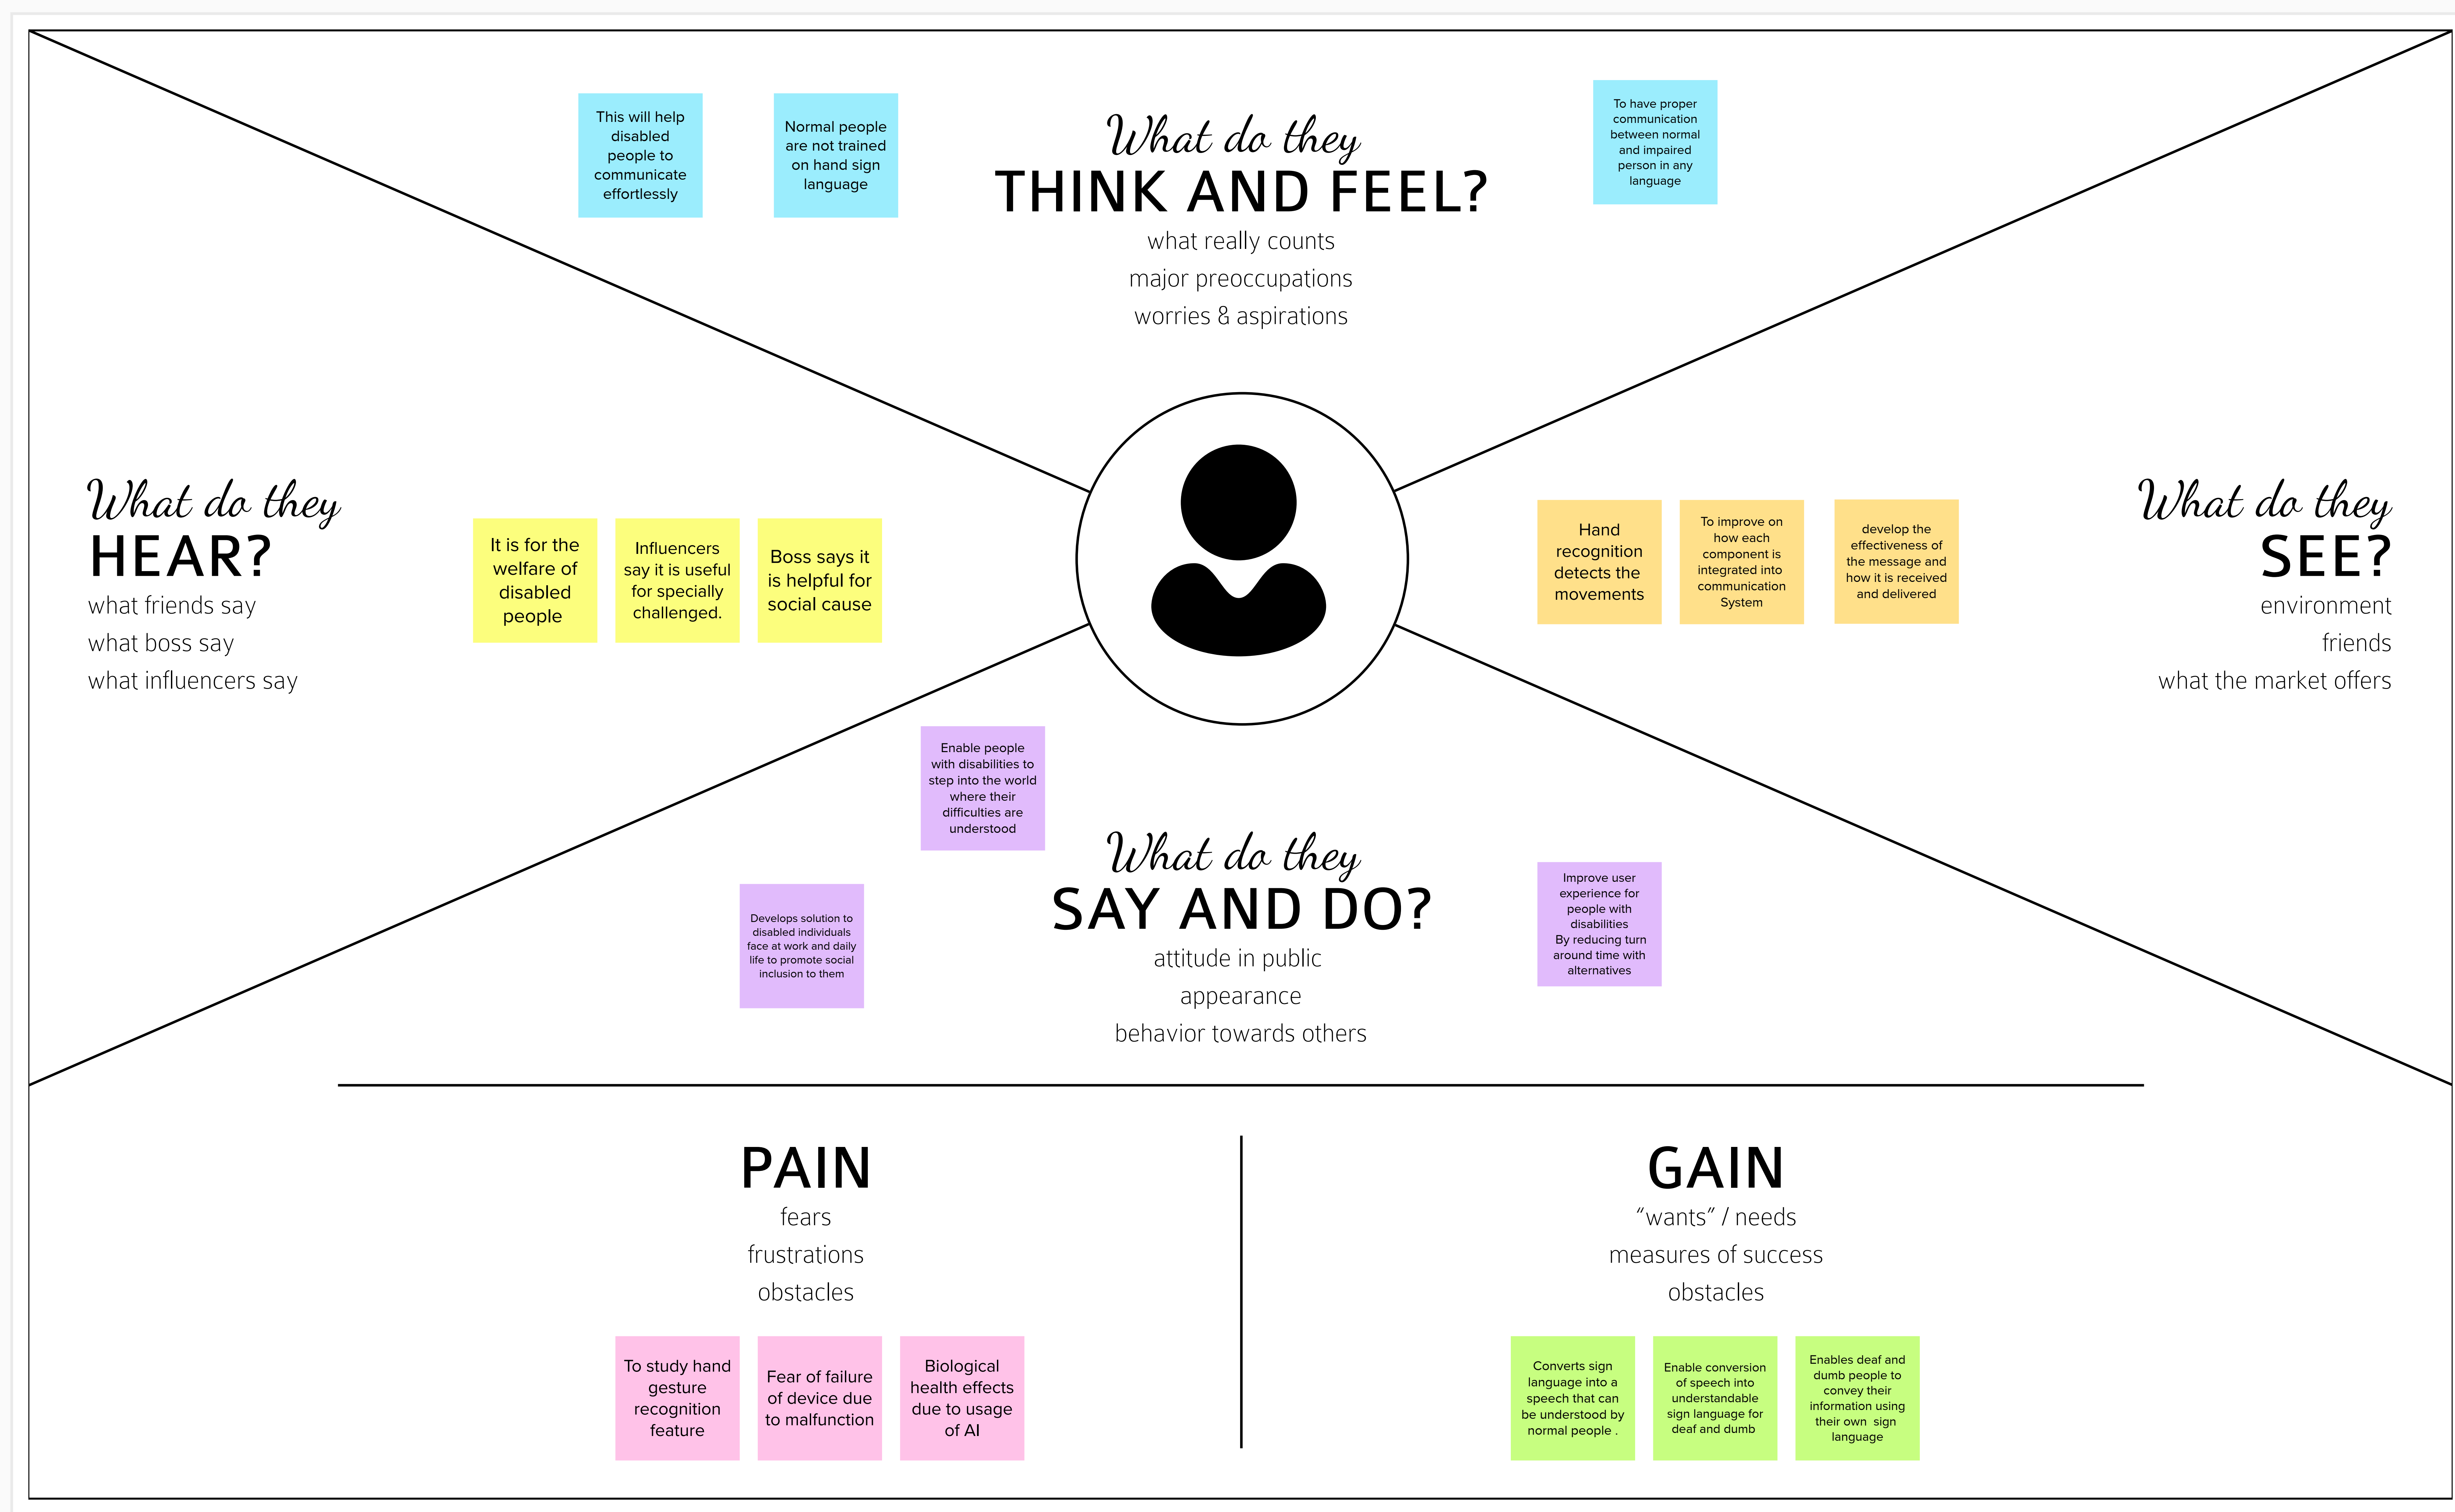 This will help
disabled
people to
communicate
effortlessly
Normal people
are not trained
on hand sign
language
What do they
THINK AND FEEL?
what really counts
major preoccupations
worries & aspirations
To have proper
communication
between normal
and impaired
person in any
language
What do they
HEAR?
what friends say
what boss say
what influencers say
It is for the
welfare of
disabled
people
Influencers
say it is useful
for specially
challenged.
Boss says it
is helpful for
social cause
Hand
recognition
detects the
movements
To improve on
how each
component is
integrated into
communication
System
develop the
effectiveness of
the message and
how it is received
and delivered
What do they
SEE?
environment
friends
what the market offers
Enable people
with disabilities to
step into the world
where their
difficulties are
understood
Develops solution to
disabled individuals
face at work and daily
life to promote social
inclusion to them
What do they
SAY AND DO?
attitude in public
appearance
behavior towards others
Improve user
experience for
people with
disabilities
By reducing turn
around time with
alternatives
PAIN
fears
frustrations
obstacles
To study hand
gesture
recognition
feature
Fear of failure
of device due
to malfunction
Biological
health effects
due to usage
of AI
GAIN
“wants” / needs
measures of success
obstacles
Converts sign
language into a
speech that can
be understood by
normal people .
Enable conversion
of speech into
understandable
sign language for
deaf and dumb
Enables deaf and
dumb people to
convey their
information using
their own sign
language